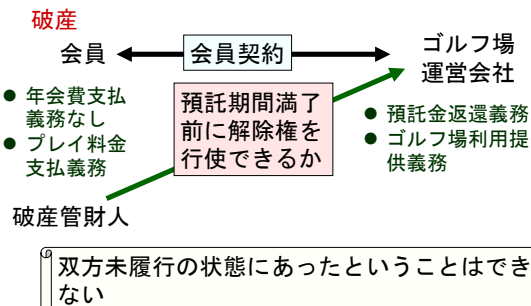 破産
会員
会員契約
ゴルフ場
運営会社
● 年会費支払
義務なし
● プレイ料金
支払義務
預託期間満了
前に解除権を
行使できるか
● 預託金返還義務
● ゴルフ場利用提
供義務
破産管財人
双方未履行の状態にあったということはでき
ない